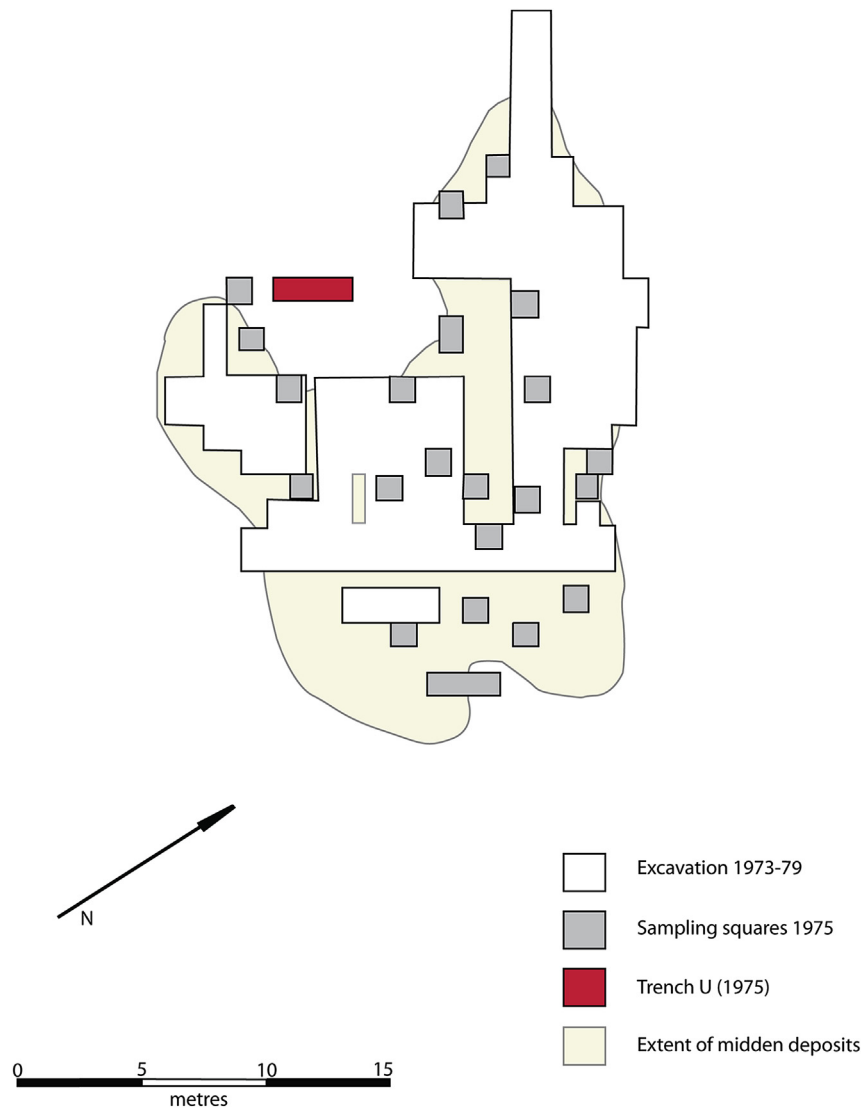 N
Excavation 1973-79
Sampling squares 1975
Trench U (1975)
Extent of midden deposits
0 5 10 15
metres